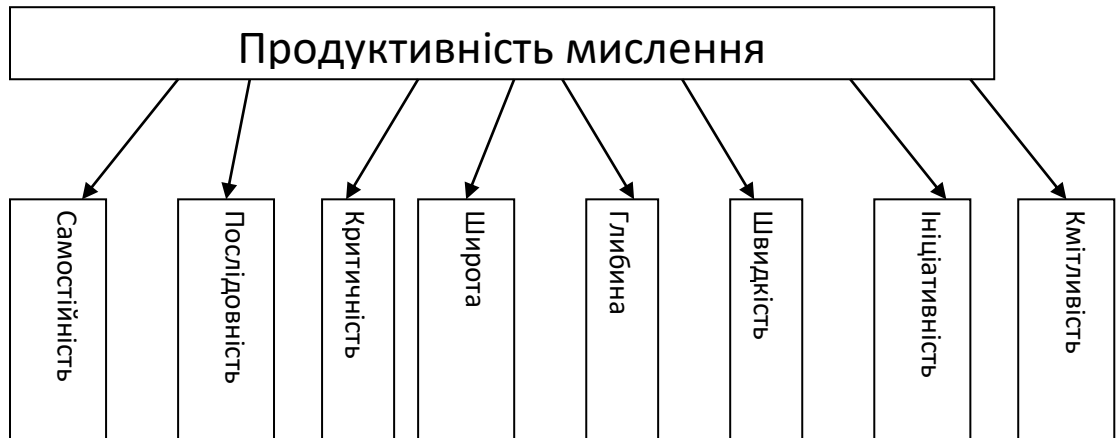 Продуктивність мислення
Самостійність
Послідовність
Критичність
Широта
Глибина
Швидкість
Ініціативність
Кмітливість